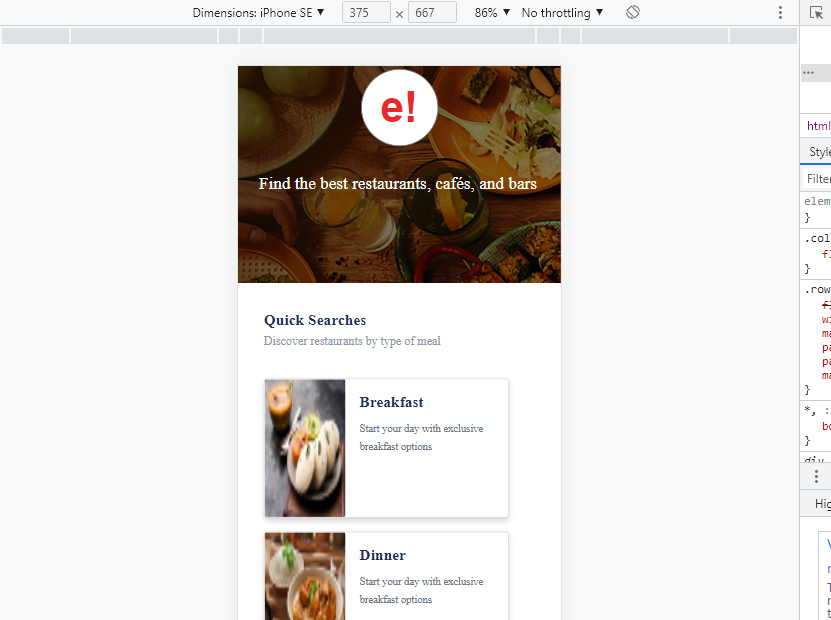 Dimensions: iPhone SE ▼ 375 × 667 86% ▼ No throttling ▼
e!
Find the best restaurants, cafés, and bars
Quick Searches
Discover restaurants by type of meal
Breakfast
Start your day with exclusive
breakfast options
Dinner
Start your day with exclusive
breakfast options
html
Style
Filter
elem
}
.col
fl
}
.row
fl
wi
ma
pa
pa
ma
}
*, :
bo
}
div
Hig